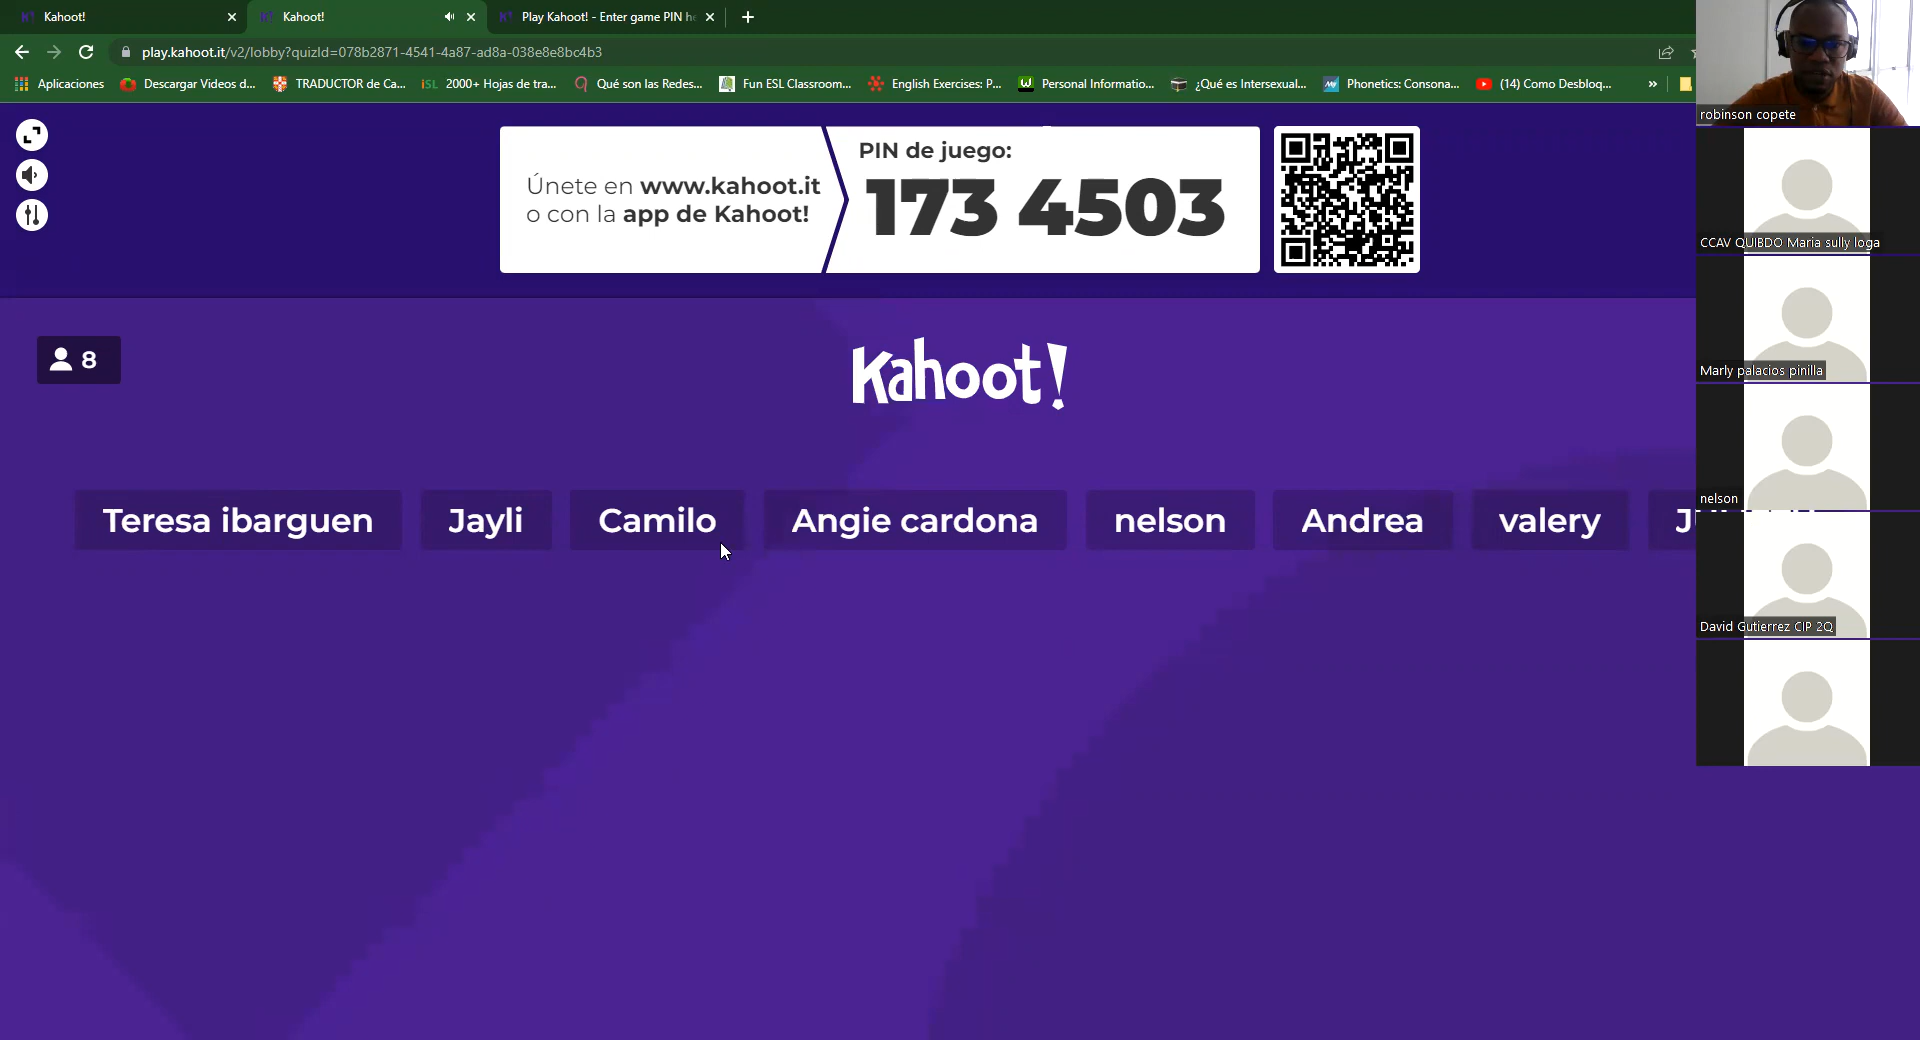 Kahoot!
Kahoot!
Play Kahoot! - Enter game PIN h
play.kahoot.it/v2/lobby?quizId=078b2871-4541-4a87-ad8a-038e8e8bc4b3
Aplicaciones
Descargar Videos d...
TRADUCTOR de Ca...
iSL 2000+ Hojas de tra...
Qué son las Redes...
Fun ESL Classroom...
English Exercises: P...
Personal Informatio...
¿Qué es Intersexual...
Phonetics: Consona...
(14) Como Desbloq...
»
Únete en www.kahoot.it
o con la app de Kahoot!
PIN de juego:
173 4503
8
Kahoot!
Teresa ibarguen
Jayli
Camilo
Angie cardona
nelson
Andrea
valery
robinson copete
CCAV QUIBDO Maria sully loga
Marly palacios pinilla
nelson
David Gutierrez CIP 2Q